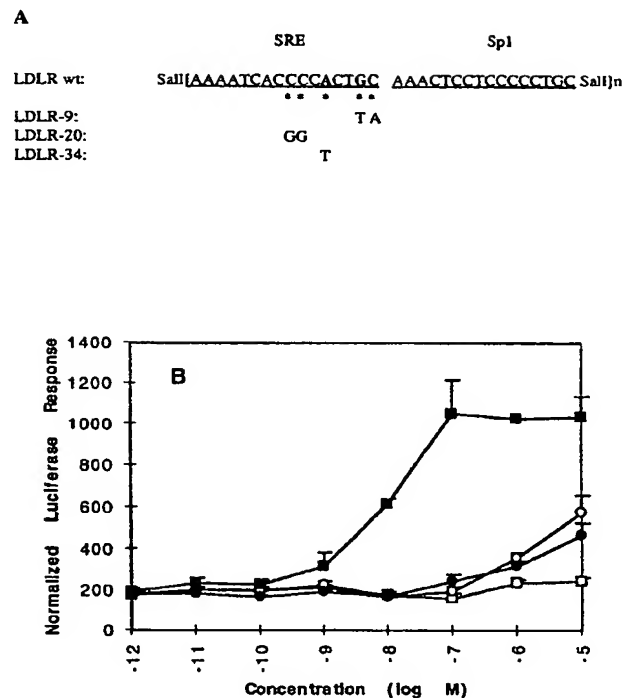 A
SRE Sp1
LDLR wt: SalI[AAAATCACCCCACTGC AAACTCCTCCCCCTGC SalI}n
* * * * *
LDLR-9: T A
LDLR-20: GG
LDLR-34: T
1400
1200
1000
800
600
400
200
0
B
Normalized Luciferase Response
-12 -11 -10 -9 -8 -7 -6 -5
Concentration (log M)